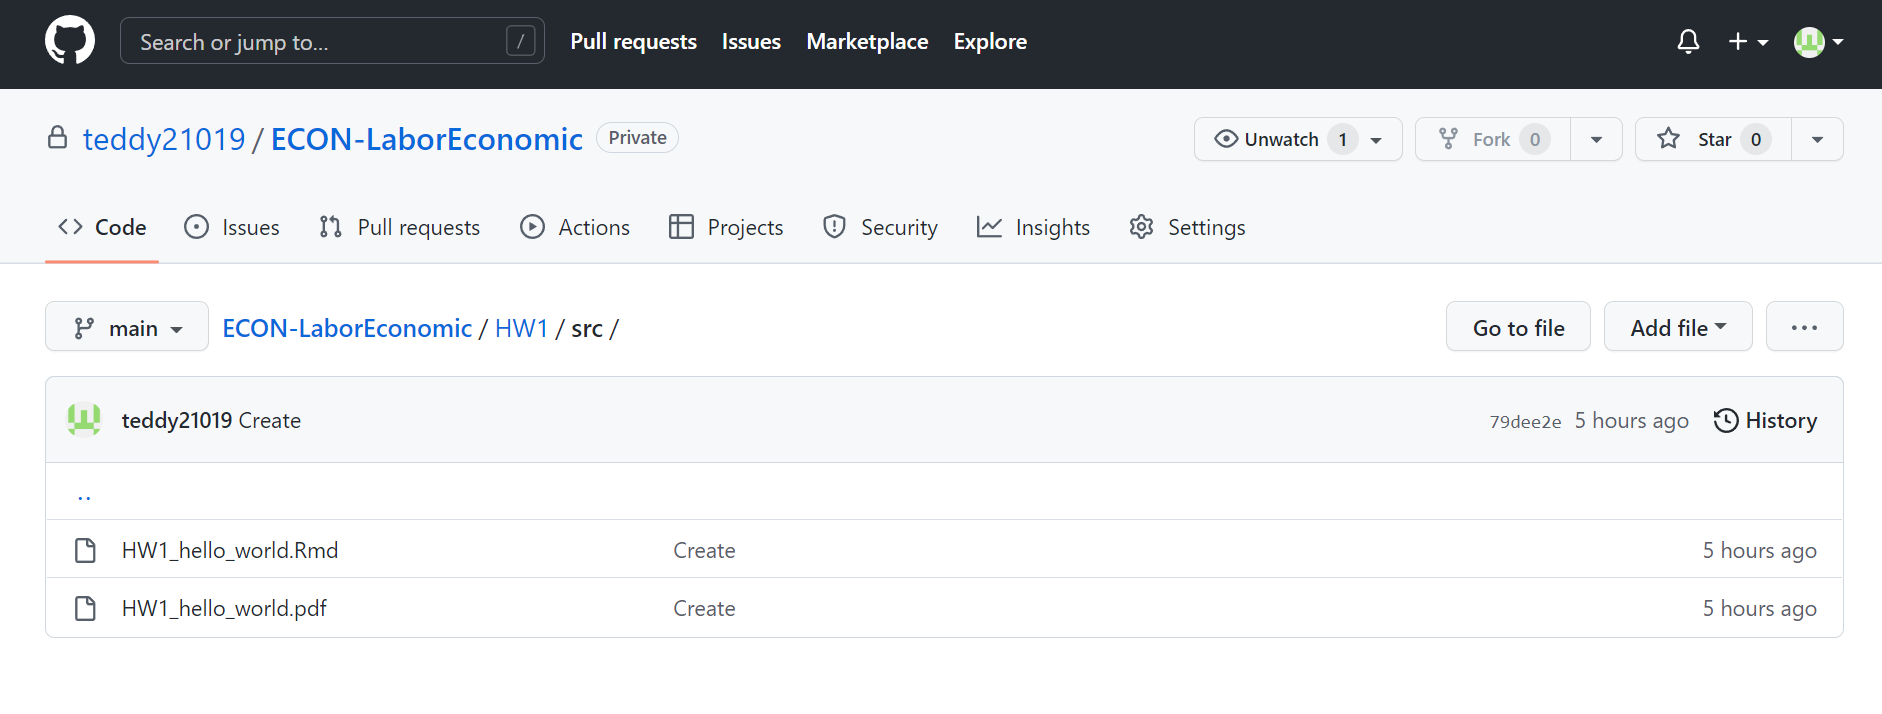 Search or jump to... / Pull requests Issues Marketplace Explore
teddy21019 / ECON-LaborEconomic Private Unwatch 1 Fork 0 Star 0
Code Issues Pull requests Actions Projects Security Insights Settings
main ECON-LaborEconomic / HW1 / src / Go to file Add file ...
teddy21019 Create 79dee2e 5 hours ago History
..
HW1_hello_world.Rmd Create 5 hours ago
HW1_hello_world.pdf Create 5 hours ago